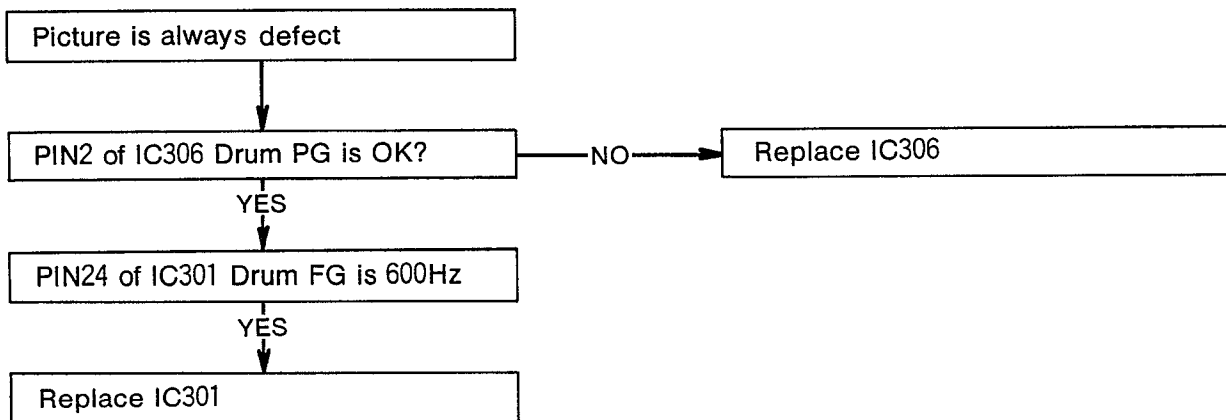 Picture is always defect
PIN2 of IC306 Drum PG is OK?
NO
Replace IC306
YES
PIN24 of IC301 Drum FG is 600Hz
YES
Replace IC301